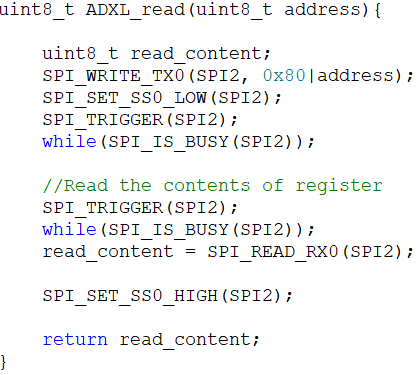 uint8_t ADXL_read(uint8_t address){
uint8_t read_content;
SPI_WRITE_TX0(SPI2, 0x80|address);
SPI_SET_SS0_LOW(SPI2);
SPI_TRIGGER(SPI2);
while(SPI_IS_BUSY(SPI2));
//Read the contents of register
SPI_TRIGGER(SPI2);
while(SPI_IS_BUSY(SPI2));
read_content = SPI_READ_RX0(SPI2);
SPI_SET_SS0_HIGH(SPI2);
return read_content;
}